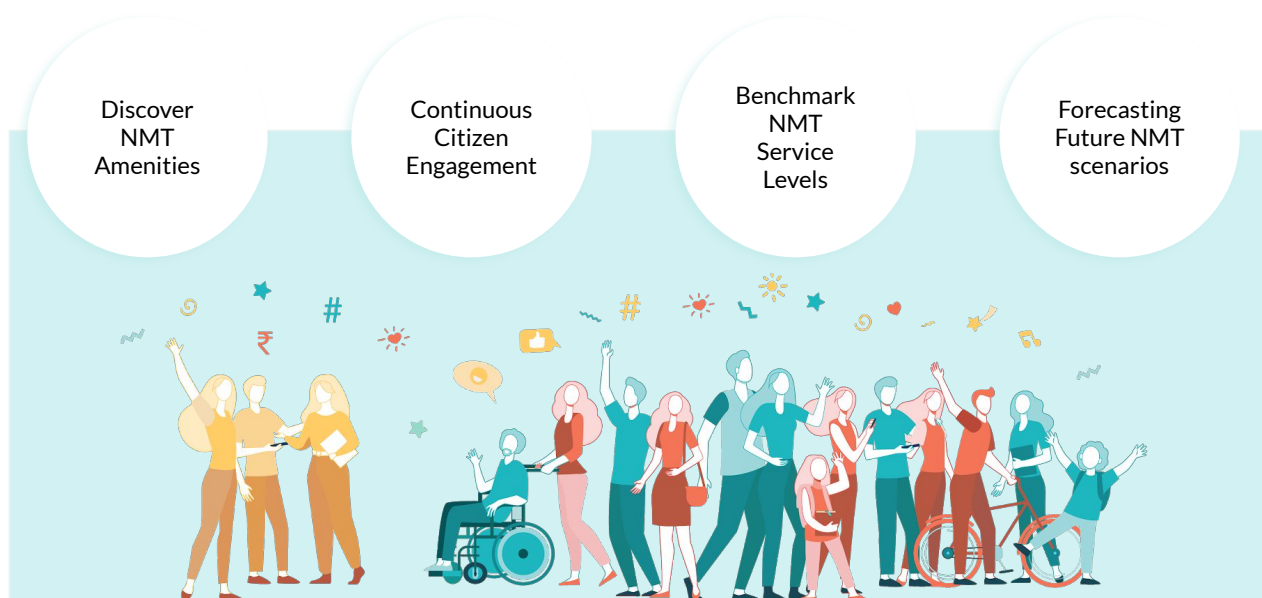 Discover
NMT
Amenities
Continuous
Citizen
Engagement
Benchmark
NMT
Service
Levels
Forecasting
Future NMT
scenarios
#
₹
#